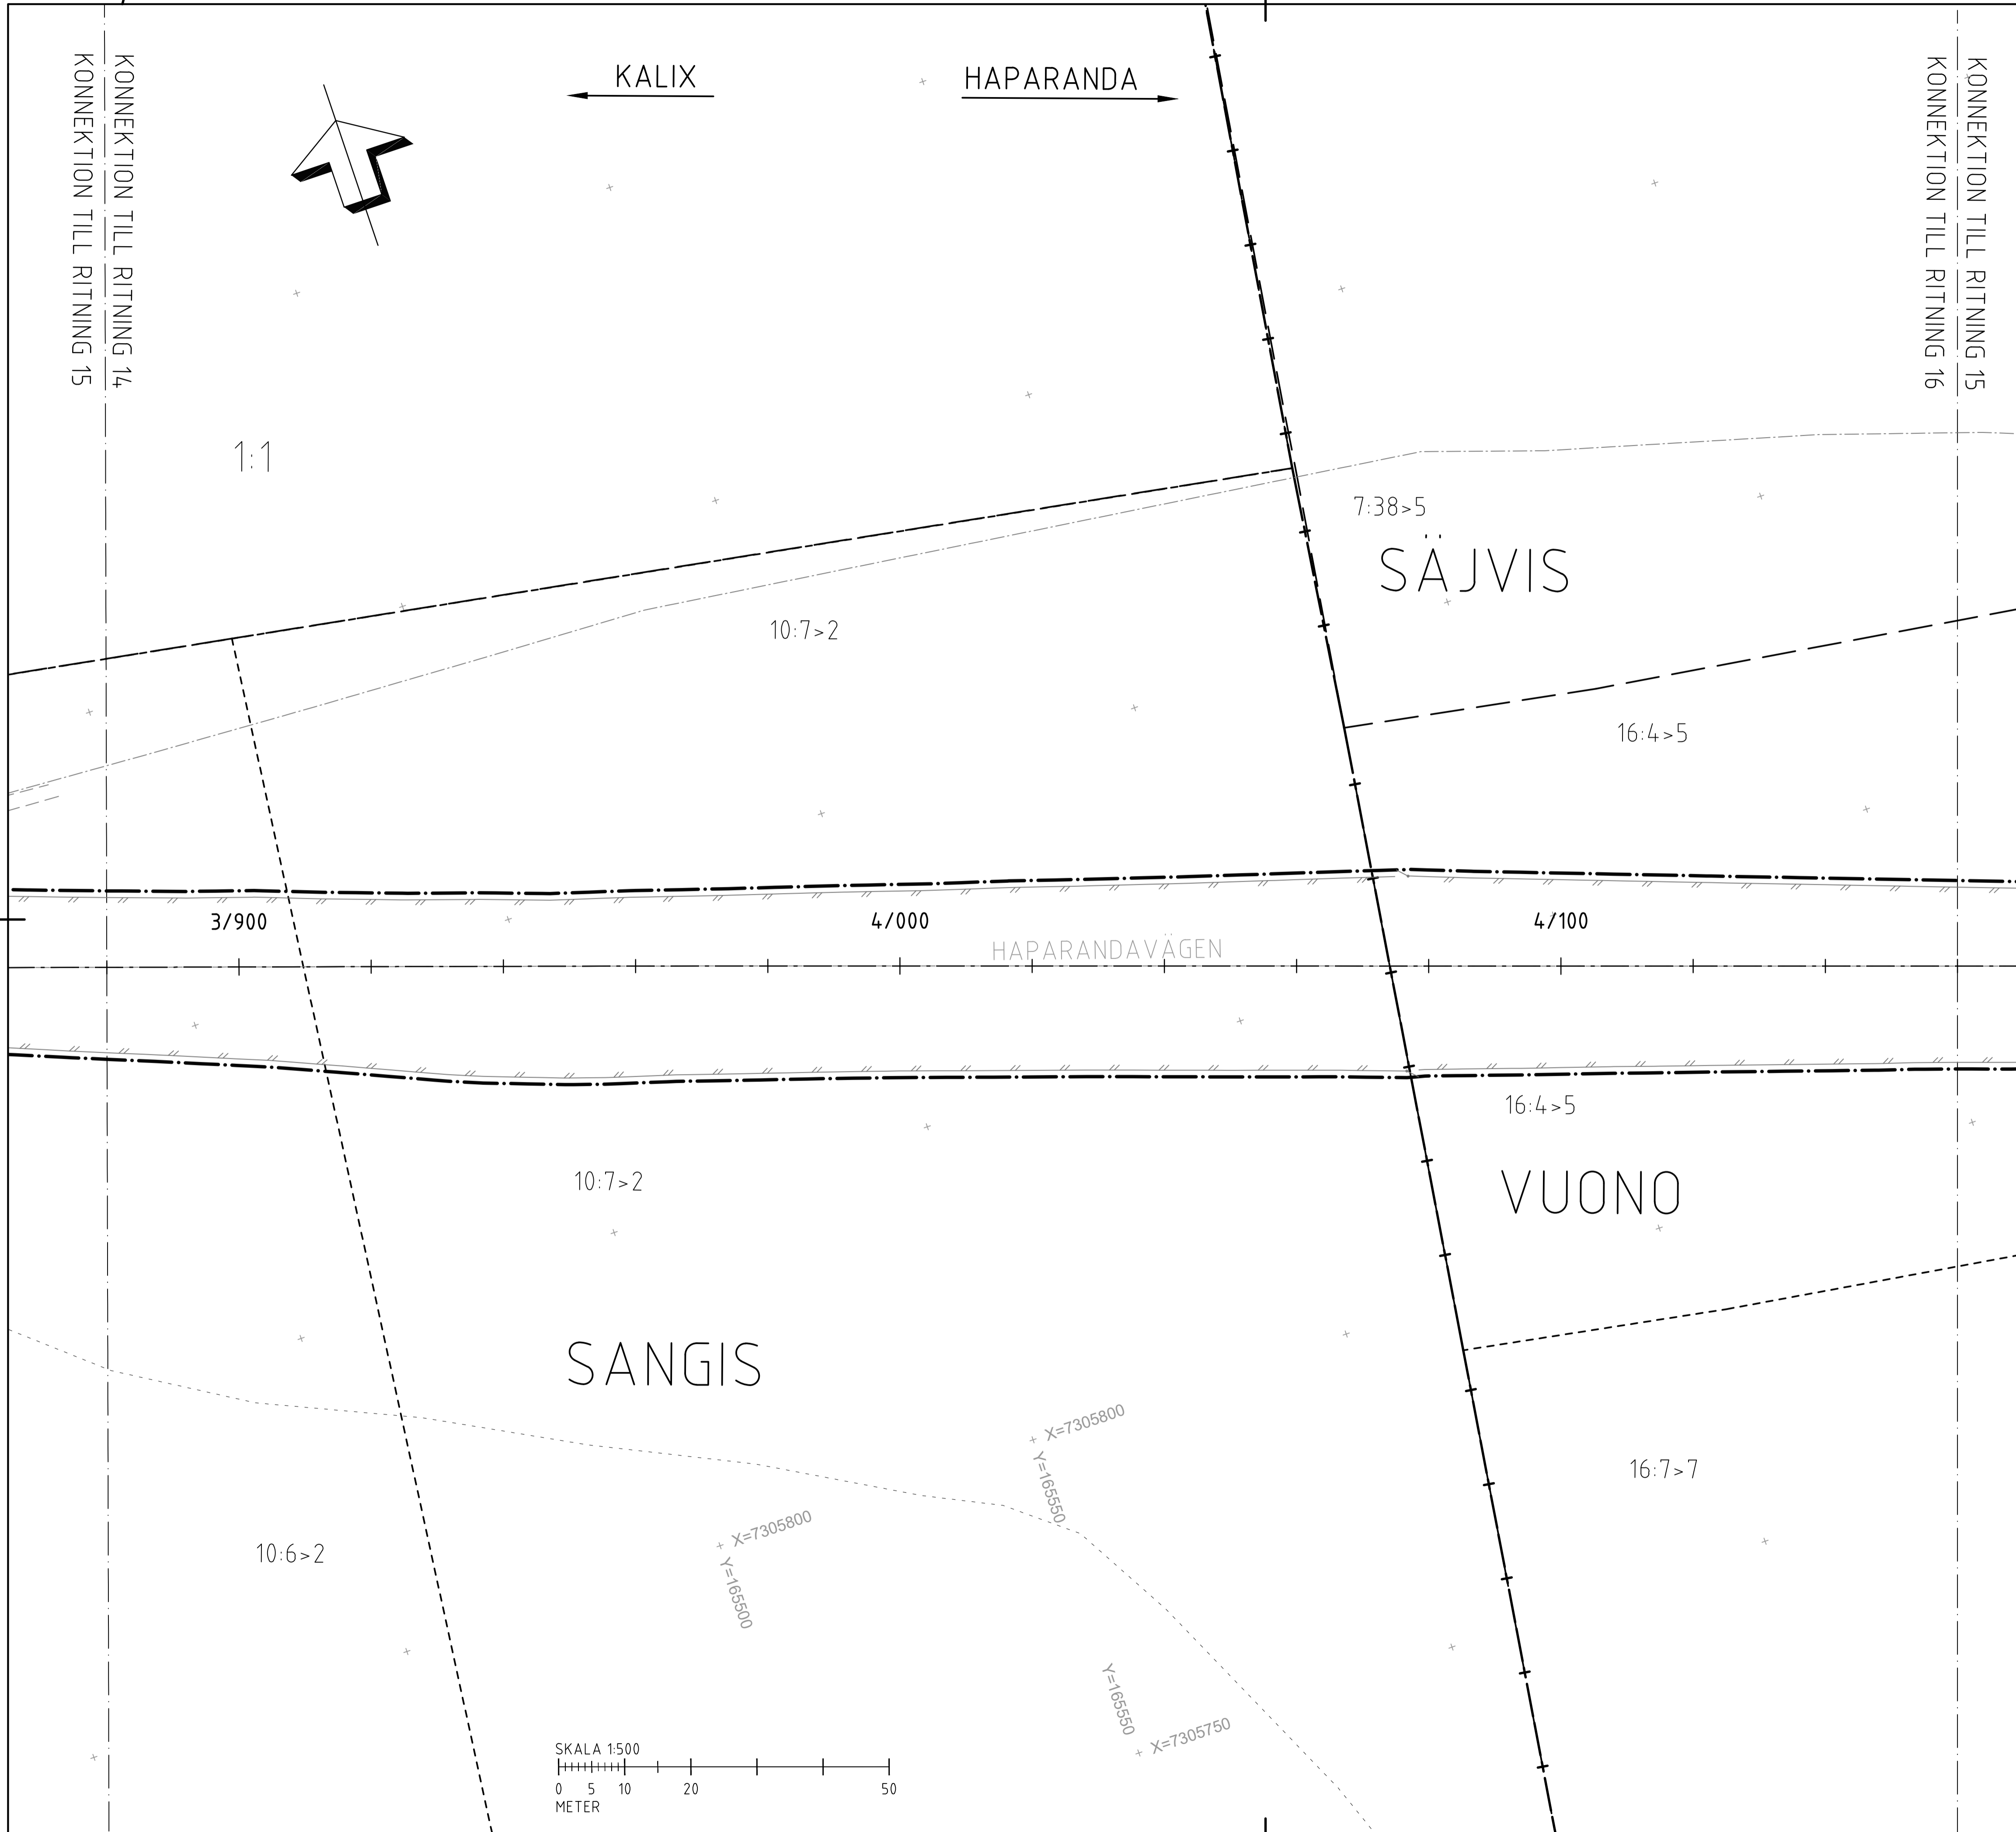 KONNEKTION TILL RITNING 14
KONNEKTION TILL RITNING 15
KALIX
HAPARANDA
KONNEKTION TILL RITNING 15
KONNEKTION TILL RITNING 16
1:1
7:38>5
SÄJVIS
10:7>2
16:4>5
3/900
4/000
4/100
HAPARANDAVÄGEN
16:4>5
10:7>2
VUONO
SANGIS
X=7305800
Y=165550
16:7>7
X=7305800
Y=165500
10:6>2
Y=165550
X=7305750
SKALA 1:500
0 5 10 20 50
METER